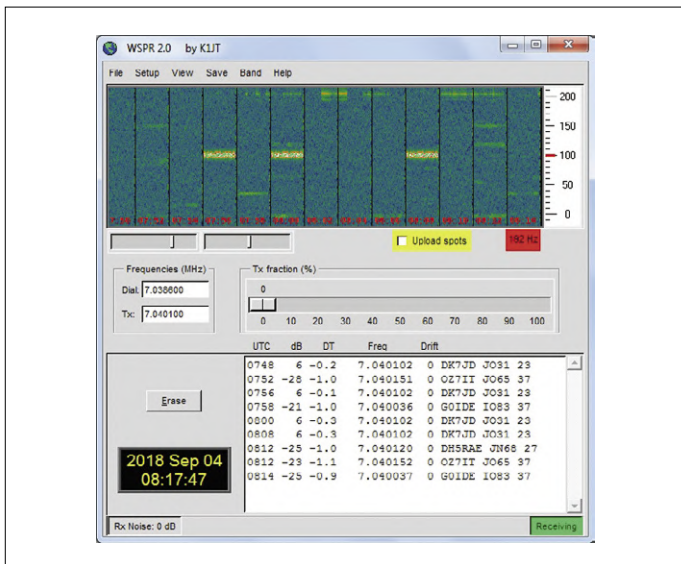 WSPR 2.0 by K1JT
File Setup View Save Band Help
200
150
100
50
0
Upload spots
192 Hz
Frequencies (MHz)
Dial: 7.038600
Tx: 7.040100
Tx fraction (%)
0
0 10 20 30 40 50 60 70 80 90 100
UTC dB DT Freq Drift
0748 6 -0.2 7.040102 0 DK7JD JO31 23
0752 -28 -1.0 7.040151 0 OZ7IT JO65 37
0756 6 -0.1 7.040102 0 DK7JD JO31 23
0758 -21 -1.0 7.040036 0 G0IDE IO83 37
0800 6 -0.3 7.040102 0 DK7JD JO31 23
0808 6 -0.3 7.040102 0 DK7JD JO31 23
0812 -25 -1.0 7.040120 0 DH5RAE JN68 27
0812 -23 -1.1 7.040152 0 OZ7IT JO65 37
0814 -25 -0.9 7.040037 0 G0IDE IO83 37
Erase
2018 Sep 04
08:17:47
Rx Noise: 0 dB
Receiving